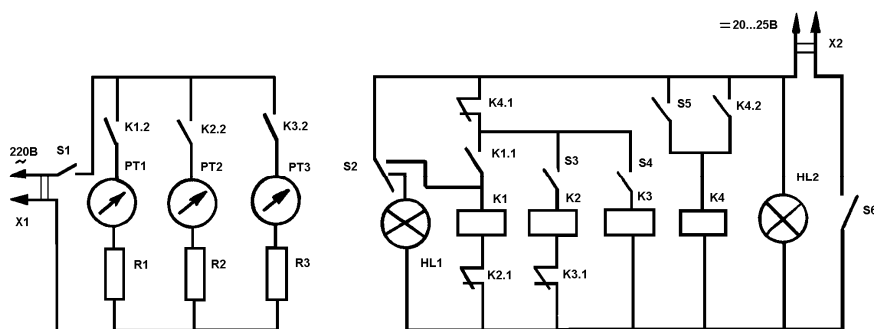 =20...25В
X2
K4.1
S5
K4.2
S1
K1.2
K2.2
K3.2
220В
~
PT1
PT2
PT3
S2
K1.1
S3
S4
K1
K2
K3
K4
HL2
S6
X1
R1
R2
R3
HL1
K2.1
K3.1